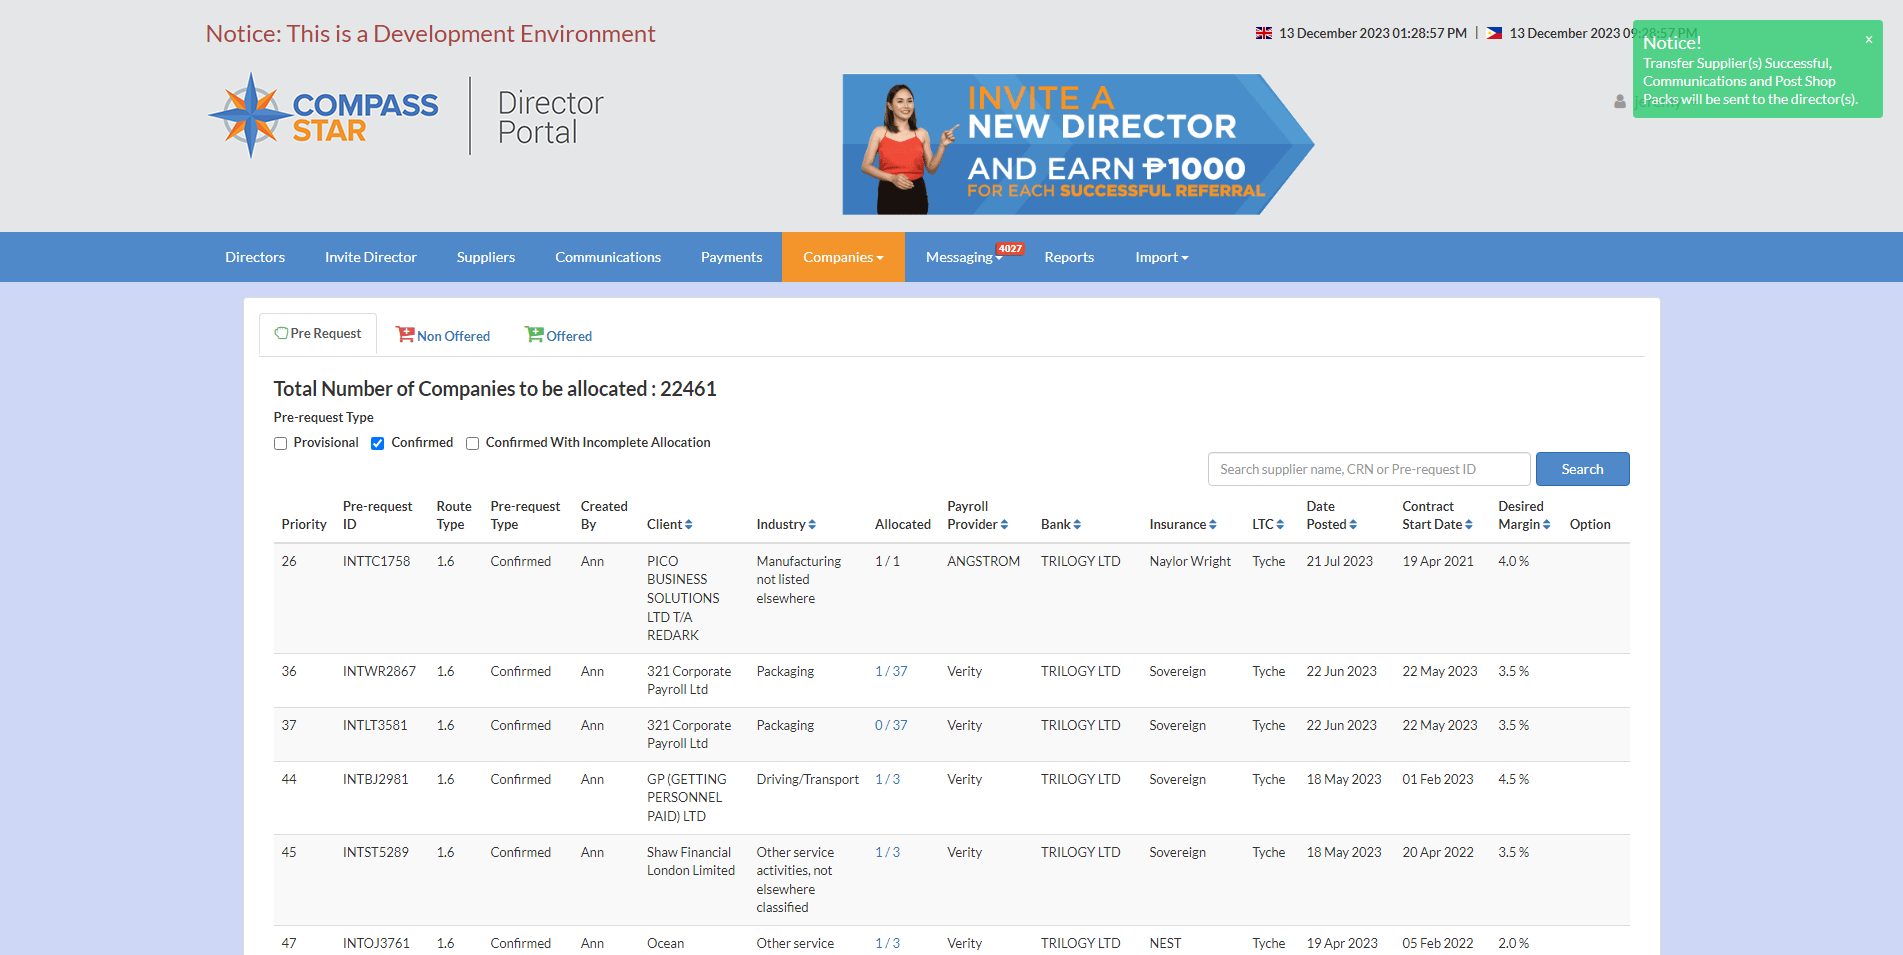 Notice: This is a Development Environment
13 December 2023 01:28:57 PM | 13 December 2023 09:28:57 PM
Notice!
×
Transfer Supplier(s) Successful,
Communications and Post Shop
Packs will be sent to the director(s).
COMPASS
STAR
Director
Portal
INVITE A
NEW DIRECTOR
AND EARN ₱1000
FOR EACH SUCCESSFUL REFERRAL
Directors Invite Director Suppliers Communications Payments Companies Messaging 4027 Reports Import
Pre Request Non Offered Offered
Total Number of Companies to be allocated : 22461
Pre-request Type
Provisional Confirmed Confirmed With Incomplete Allocation
Search supplier name, CRN or Pre-request ID Search
Priority Pre-request ID Route Type Pre-request Type Created By Client Industry Allocated Payroll Provider Bank Insurance LTC Date Posted Contract Start Date Desired Margin Option
26 INTTC1758 1.6 Confirmed Ann PICO BUSINESS SOLUTIONS LTD T/A REDARK Manufacturing not listed elsewhere 1 / 1 ANGSTROM TRILOGY LTD Naylor Wright Tyche 21 Jul 2023 19 Apr 2021 4.0 %
36 INTWR2867 1.6 Confirmed Ann 321 Corporate Payroll Ltd Packaging 1 / 37 Verity TRILOGY LTD Sovereign Tyche 22 Jun 2023 22 May 2023 3.5 %
37 INTLT3581 1.6 Confirmed Ann 321 Corporate Payroll Ltd Packaging 0 / 37 Verity TRILOGY LTD Sovereign Tyche 22 Jun 2023 22 May 2023 3.5 %
44 INTBJ2981 1.6 Confirmed Ann GP (GETTING PERSONNEL PAID) LTD Driving/Transport 1 / 3 Verity TRILOGY LTD Sovereign Tyche 18 May 2023 01 Feb 2023 4.5 %
45 INTST5289 1.6 Confirmed Ann Shaw Financial London Limited Other service activities, not elsewhere classified 1 / 3 Verity TRILOGY LTD Sovereign Tyche 18 May 2023 20 Apr 2022 3.5 %
47 INTOJ3761 1.6 Confirmed Ann Ocean Other service 1 / 3 Verity TRILOGY LTD NEST Tyche 19 Apr 2023 05 Feb 2022 2.0 %